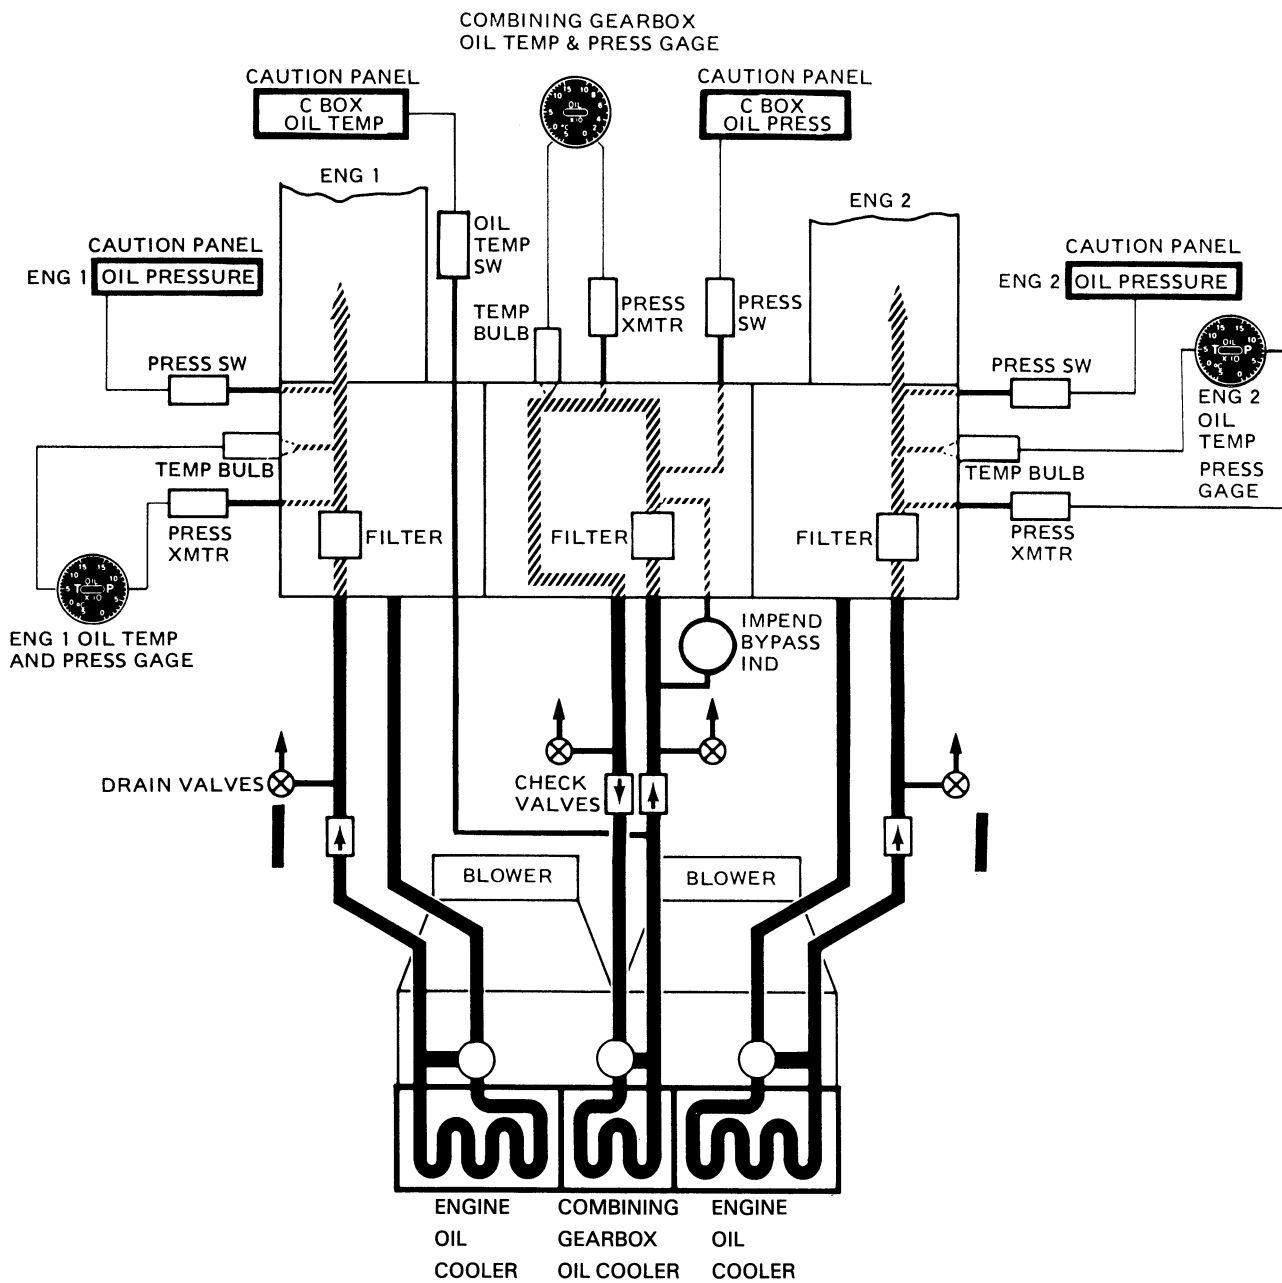 COMBINING GEARBOX
OIL TEMP & PRESS GAGE
CAUTION PANEL
C BOX
OIL TEMP
CAUTION PANEL
C BOX
OIL PRESS
ENG 1
ENG 2
OIL
TEMP
SW
CAUTION PANEL
ENG 1 OIL PRESSURE
CAUTION PANEL
ENG 2 OIL PRESSURE
TEMP
BULB
PRESS
XMTR
PRESS
SW
PRESS SW
PRESS SW
ENG 2
OIL
TEMP
PRESS
GAGE
TEMP BULB
TEMP BULB
PRESS
XMTR
PRESS
XMTR
FILTER
FILTER
FILTER
ENG 1 OIL TEMP
AND PRESS GAGE
IMPEND
BYPASS
IND
DRAIN VALVES
CHECK
VALVES
BLOWER
BLOWER
ENGINE
OIL
COOLER
COMBINING
GEARBOX
OIL COOLER
ENGINE
OIL
COOLER